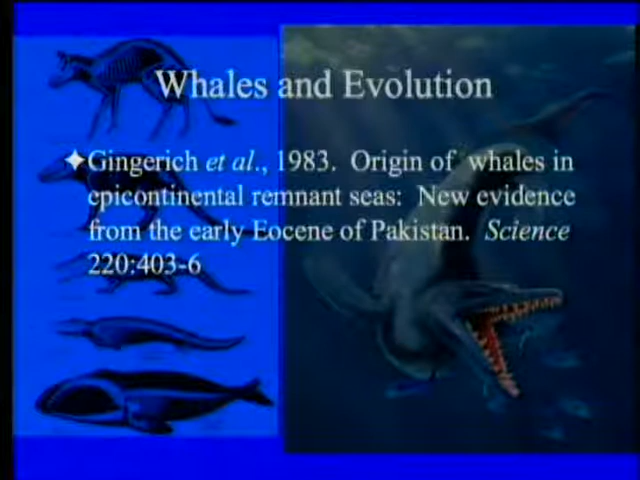 Whales and Evolution
Gingerich et al., 1983. Origin of whales in
epicontinental remnant seas: New evidence
from the early Eocene of Pakistan. Science
220:403-6